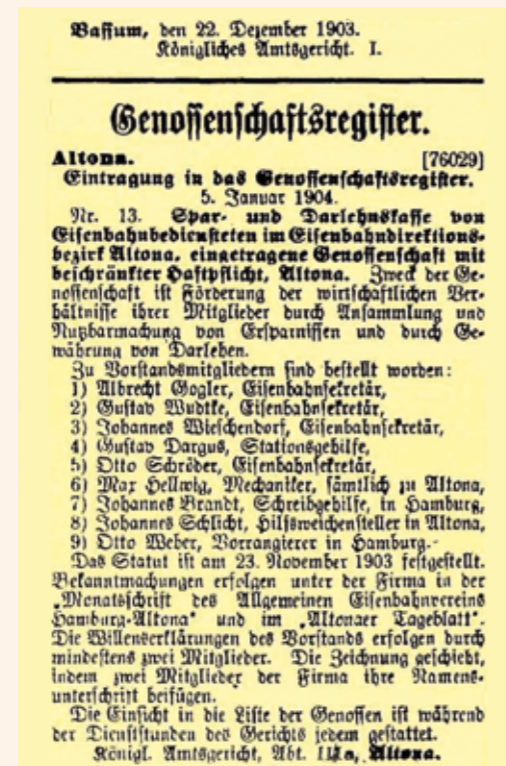 Bassum, den 22. Dezember 1903.
Königliches Amtsgericht. I.
Genossenschaftsregister.
Altona. [76029]
Eintragung in das Genossenschaftsregister.
5. Januar 1904.
Nr. 13. Spar- und Darlehnskasse von
Eisenbahnbediensteten im Eisenbahndirektions-
bezirk Altona, eingetragene Genossenschaft mit
beschränkter Haftpflicht, Altona. Zweck der Ge-
nossenschaft ist Förderung der wirtschaftlichen Ver-
hältnisse ihrer Mitglieder durch Ansammlung und
Nutzbarmachung von Ersparnissen und durch Ge-
währung von Darlehen.
Zu Vorstandsmitgliedern sind bestellt worden:
1) Albrecht Gogler, Eisenbahnsekretär,
2) Gustav Wudtke, Eisenbahnsekretär,
3) Johannes Wieschendorf, Eisenbahnsekretär,
4) Gustav Dargus, Stationsgehilfe,
5) Otto Schröder, Eisenbahnsekretär,
6) Max Hellwig, Mechaniker, sämtlich zu Altona,
7) Johannes Brandt, Schreibgehilfe, in Hamburg,
8) Johannes Schlicht, Hilfsweichensteller in Altona,
9) Otto Weber, Vorrangierer in Hamburg.
Das Statut ist am 23. November 1903 festgestellt.
Bekanntmachungen erfolgen unter der Firma in der
„Monatsschrift des Allgemeinen Eisenbahnvereins
Hamburg-Altona“ und im „Altonaer Tageblatt“.
Die Willenserklärungen des Vorstands erfolgen durch
mindestens zwei Mitglieder. Die Zeichnung geschieht,
indem zwei Mitglieder der Firma ihre Namens-
unterschrift beifügen.
Die Einsicht in die Liste der Genossen ist während
der Dienststunden des Gerichts jedem gestattet.
Königl. Amtsgericht, Abt. IIIa, Altona.